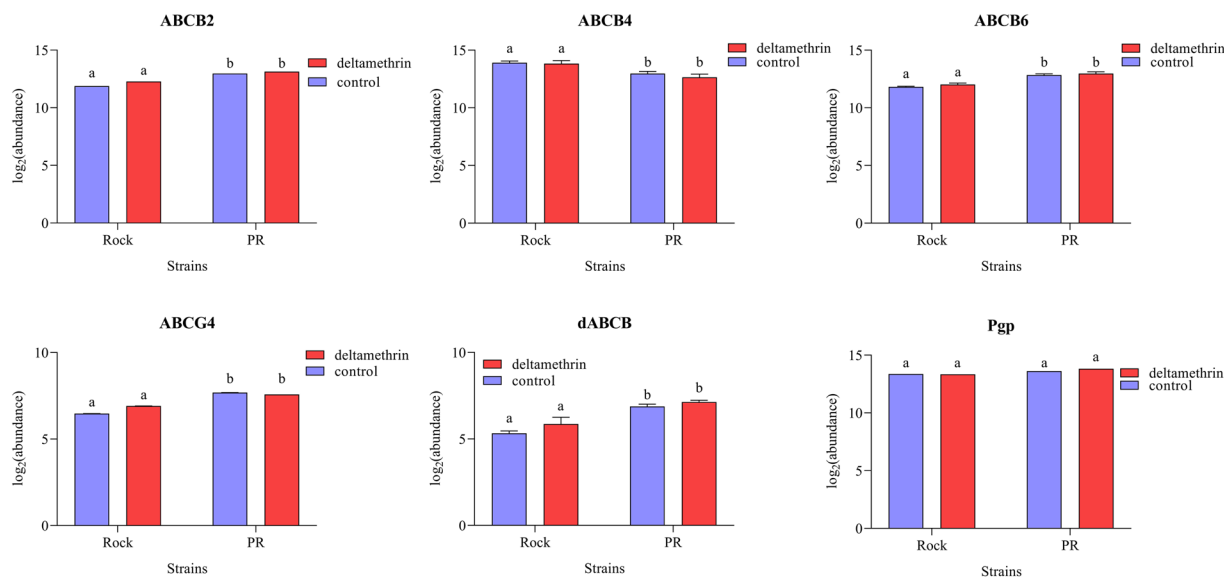 ABCB2
15
10
5
0
log2(abundance)
a
a
b
b
deltamethrin
control
Rock
PR
Strains
ABCB4
15
10
5
0
log2(abundance)
a
a
b
b
deltamethrin
control
Rock
PR
Strains
ABCB6
15
10
5
0
log2(abundance)
a
a
b
b
deltamethrin
control
Rock
PR
Strains
ABCG4
10
5
0
log2(abundance)
a
a
b
b
deltamethrin
control
Rock
PR
Strains
dABCB
10
5
0
log2(abundance)
deltamethrin
control
a
a
b
b
Rock
PR
Strains
Pgp
15
10
5
0
log2(abundance)
a
a
a
a
deltamethrin
control
Rock
PR
Strains